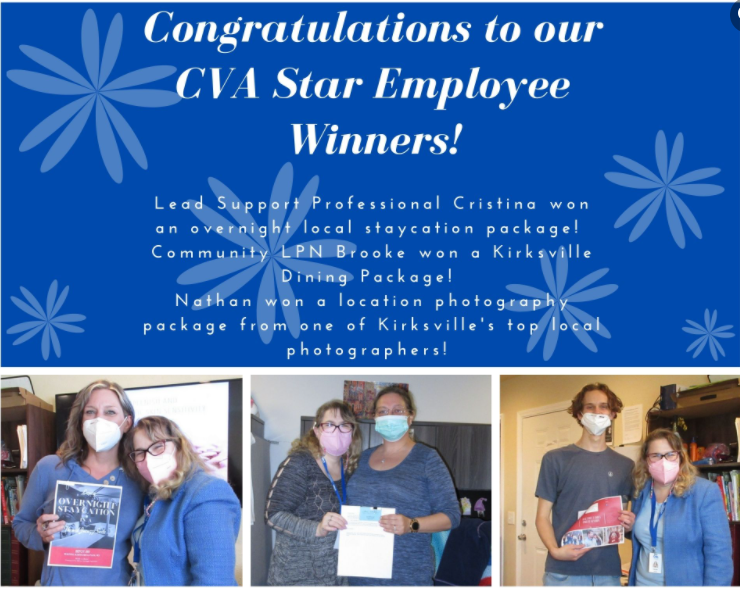 Congratulations to our
CVA Star Employee
Winners!
Lead Support Professional Cristina won
an overnight local staycation package!
Community LPN Brooke won a Kirksville
Dining Package!
Nathan won a location photography
package from one of Kirksville's top local
photographers!
OVERNIGHT
STAYCATION